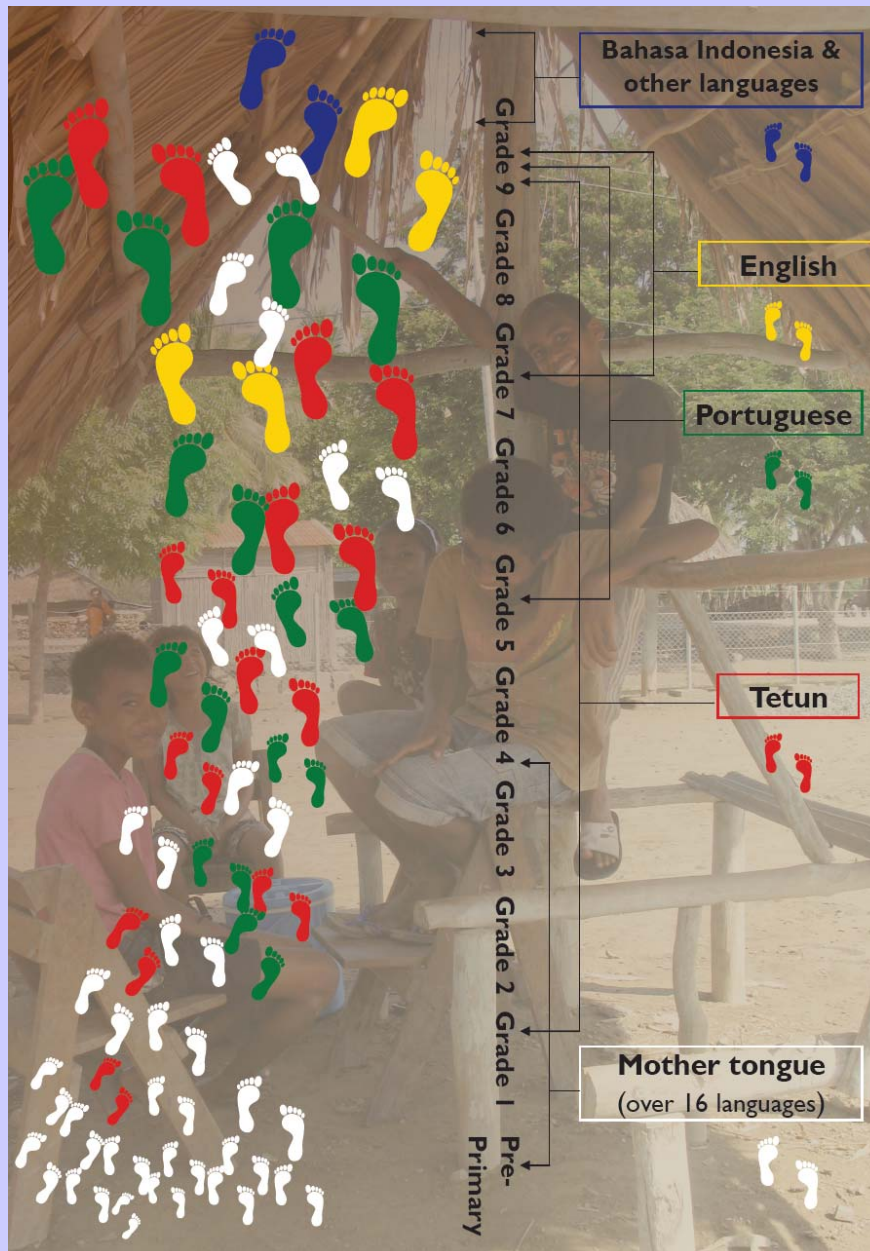 Bahasa Indonesia &
other languages
English
Portuguese
Tetun
Mother tongue
(over 16 languages)
Grade 9
Grade 8
Grade 7
Grade 6
Grade 5
Grade 4
Grade 3
Grade 2
Grade 1
Pre-
Primary